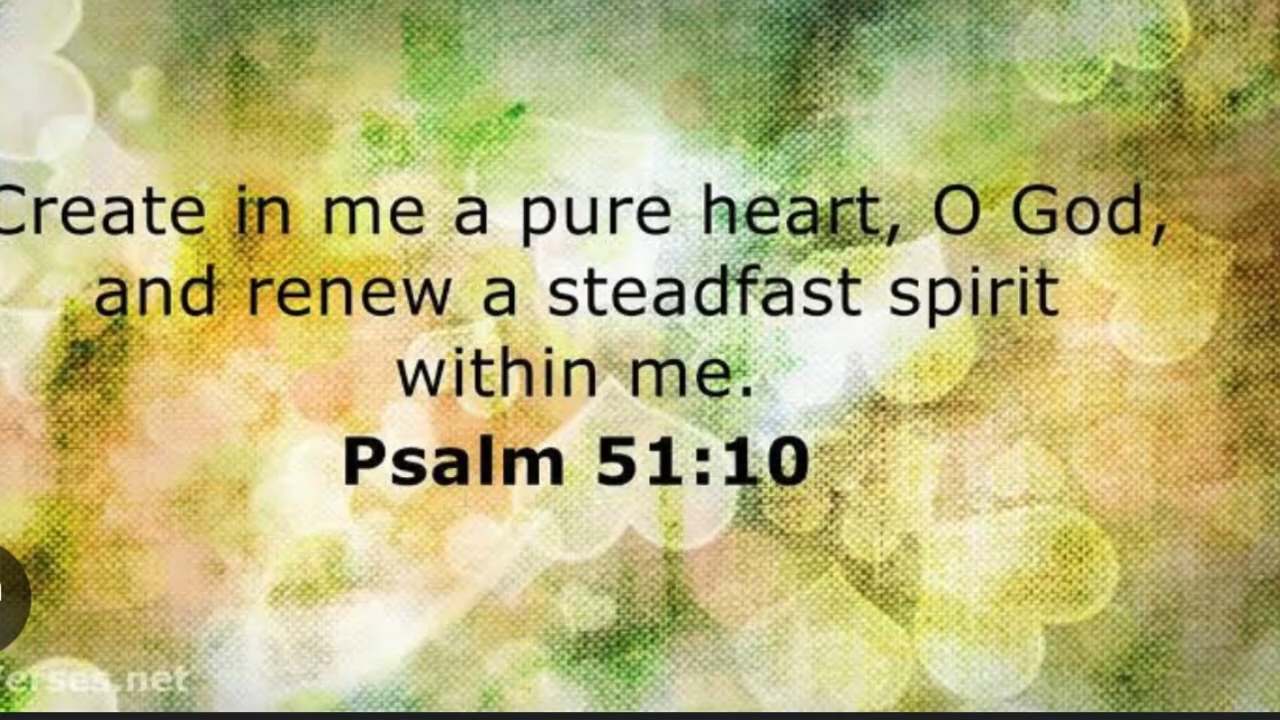 Create in me a pure heart, O God,
and renew a steadfast spirit
within me.
Psalm 51:10
erses.net